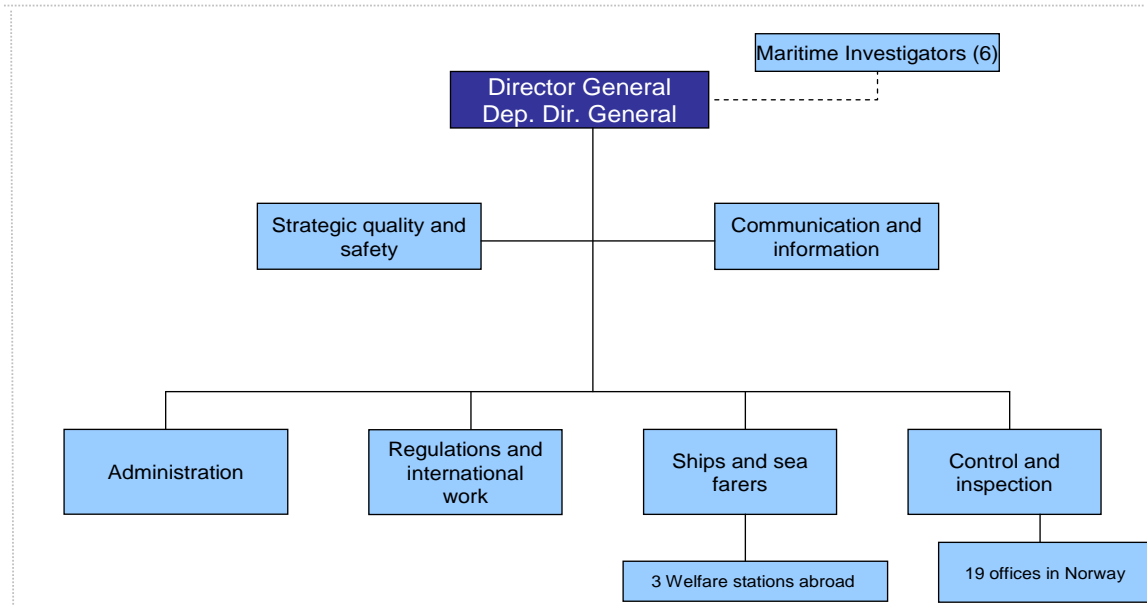 Maritime Investigators (6)
Director General
Dep. Dir. General
Strategic quality and
safety
Communication and
information
Administration
Regulations and
international
work
Ships and sea
farers
Control and
inspection
3 Welfare stations abroad
19 offices in Norway